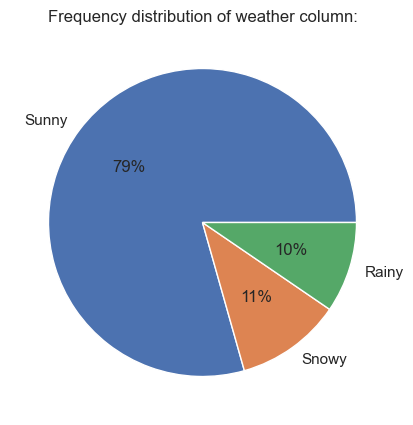 Frequency distribution of weather column:
Sunny
79%
10%
Rainy
11%
Snowy